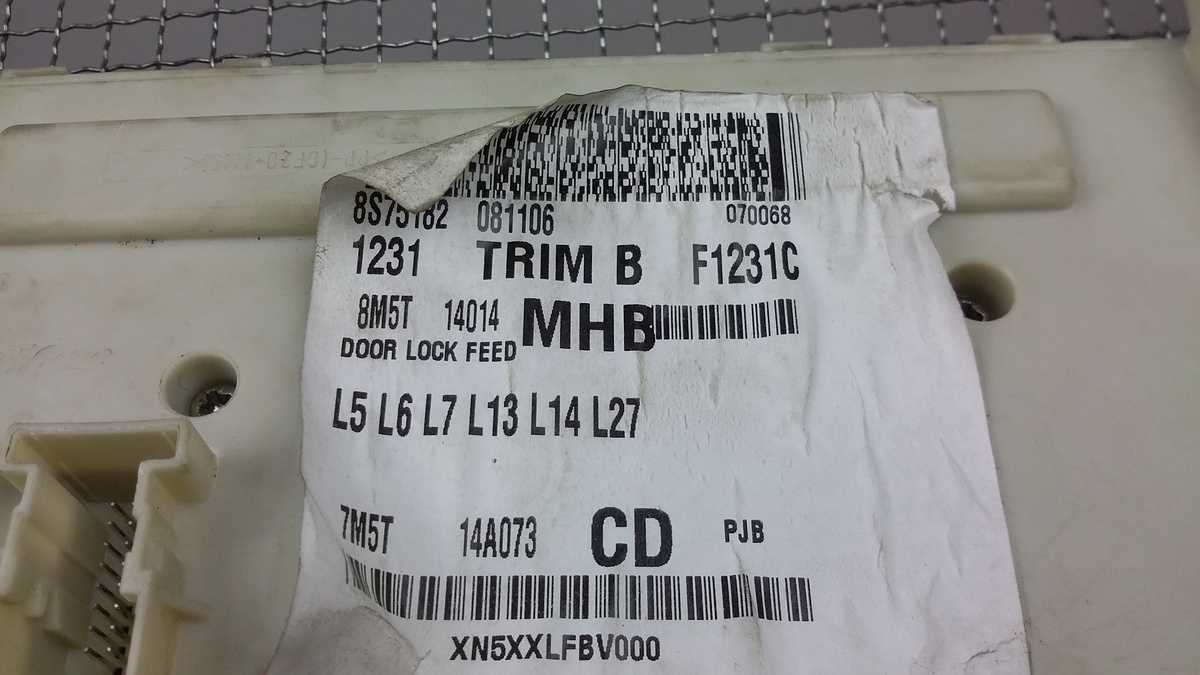 8S75182 081106 070068
1231 TRIM B F1231C
8M5T 14014 MHB
DOOR LOCK FEED
L5 L6 L7 L13 L14 L27
7M5T 14A073 CD PJB
XN5XXLFBV000